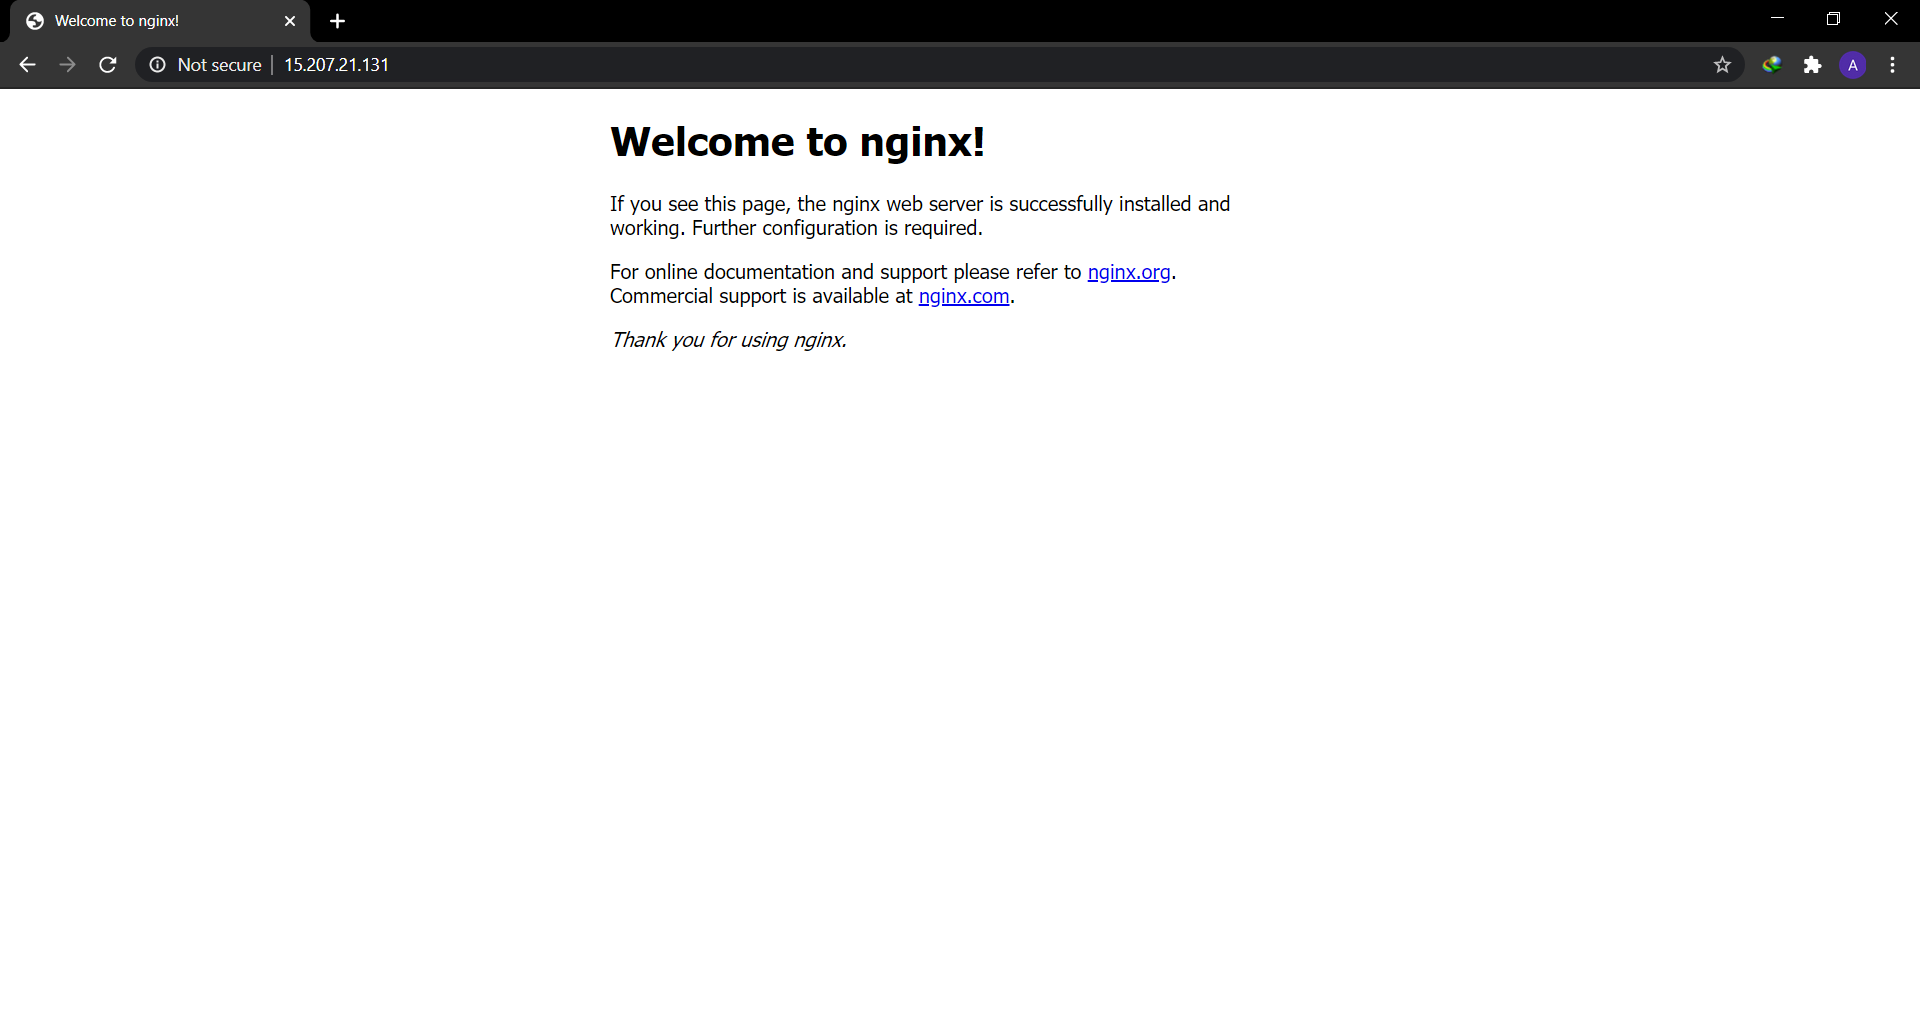 Welcome to nginx!
Not secure 15.207.21.131
A
Welcome to nginx!
If you see this page, the nginx web server is successfully installed and
working. Further configuration is required.
For online documentation and support please refer to nginx.org.
Commercial support is available at nginx.com.
Thank you for using nginx.